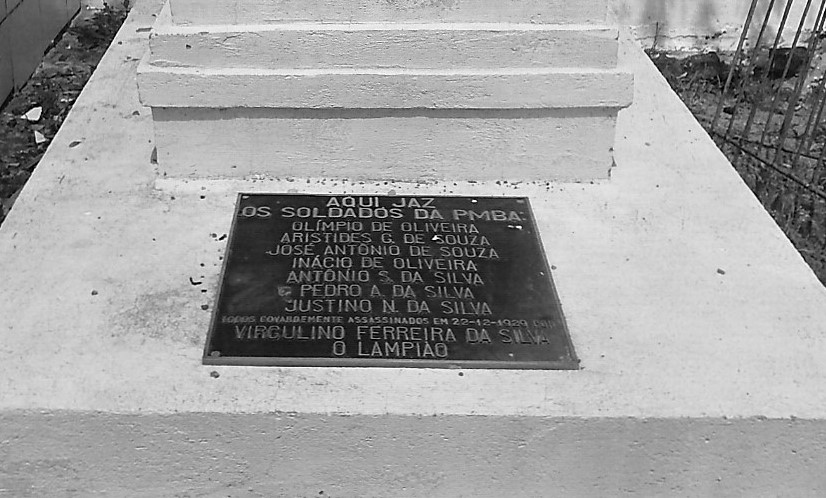 AQUI JAZ
OS SOLDADOS DA PMBA:
OLÍMPIO DE OLIVEIRA
ARISTIDES G. DE SOUZA
JOSÉ ANTÔNIO DE SOUZA
INÁCIO DE OLIVEIRA
ANTÔNIO S. DA SILVA
PEDRO A. DA SILVA
JUSTINO N. DA SILVA
TODOS COVARDEMENTE ASSASSINADOS EM 22-12-1929 POR
VIRGULINO FERREIRA DA SILVA
O LAMPIÃO